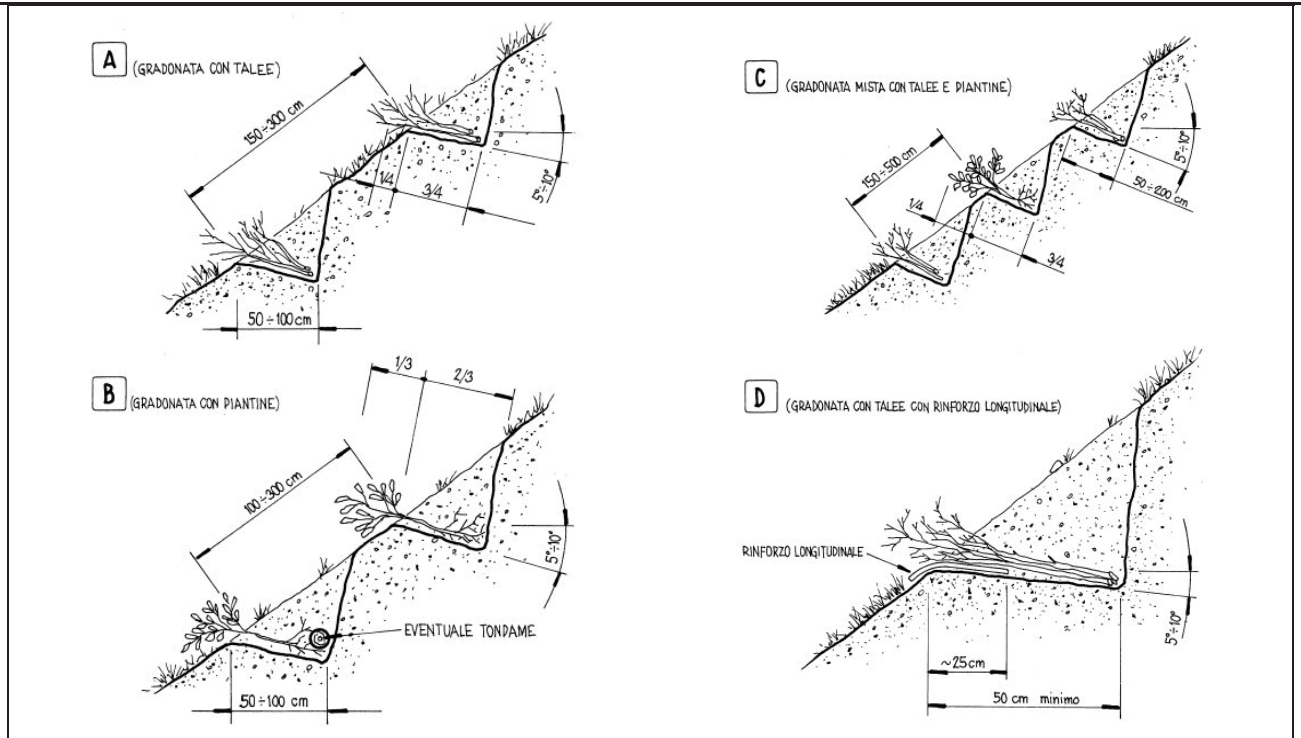 A (GRADONATA CON TALEE)
150÷300 cm
1/4
3/4
5°÷10°
50÷100 cm
B (GRADONATA CON PIANTINE)
1/3
2/3
100÷300 cm
5°÷10°
EVENTUALE TONDAME
50÷100 cm
C (GRADONATA MISTA CON TALEE E PIANTINE)
150÷500 cm
1/4
3/4
5°÷10°
50÷200 cm
D (GRADONATA CON TALEE CON RINFORZO LONGITUDINALE)
RINFORZO LONGITUDINALE
5°÷10°
~25cm
50 cm minimo